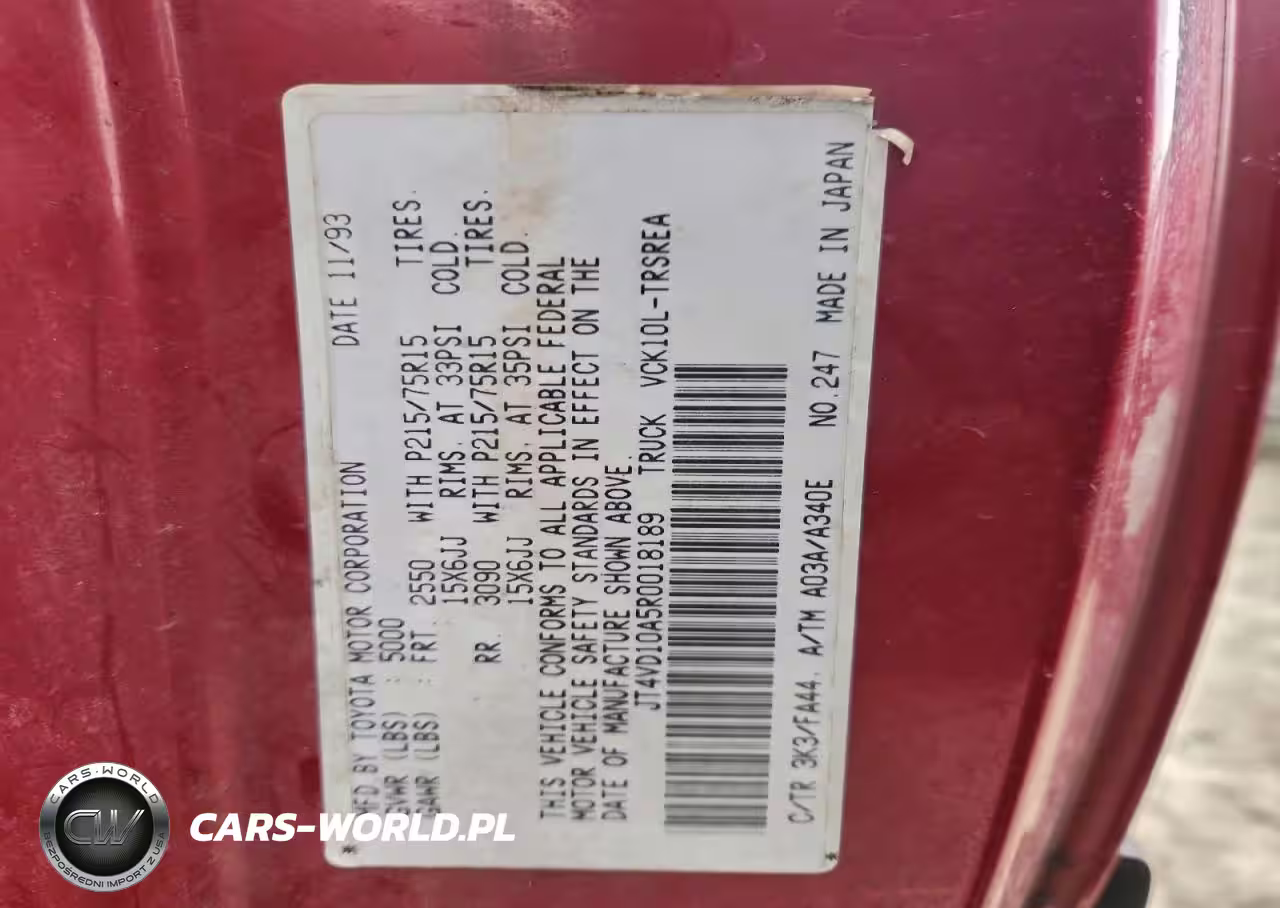 MFD BY TOYOTA MOTOR CORPORATION DATE 11/93
GVWR (LBS) : 5000
GAWR (LBS) : FRT. 2550 WITH P215/75R15 TIRES.
15X6JJ RIMS. AT 33PSI COLD.
RR. 3090 WITH P215/75R15 TIRES.
15X6JJ RIMS. AT 35PSI COLD.
THIS VEHICLE CONFORMS TO ALL APPLICABLE FEDERAL
MOTOR VEHICLE SAFETY STANDARDS IN EFFECT ON THE
DATE OF MANUFACTURE SHOWN ABOVE.
JT4VD10A5R0018189 TRUCK VCK10L-TRSREA
C/TR 3K3/FA44. A/TM A03A/A340E NO.247 MADE IN JAPAN
CARS-WORLD
CW
BEZPOŚREDNI IMPORT Z USA
CARS-WORLD.PL